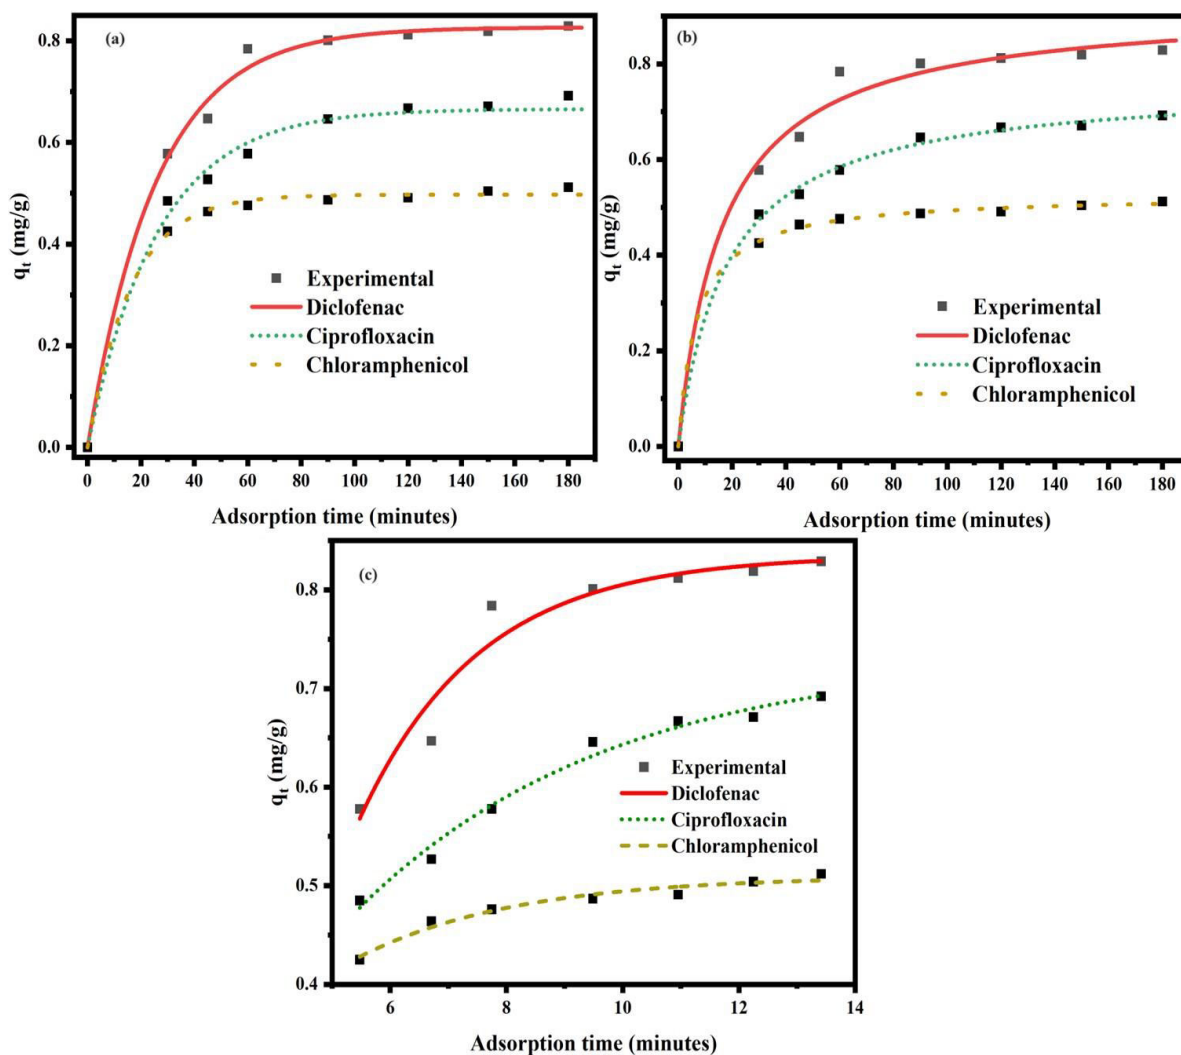 (a)
0.8
0.6
0.4
0.2
0.0
qt (mg/g)
Experimental
Diclofenac
Ciprofloxacin
Chloramphenicol
0 20 40 60 80 100 120 140 160 180
Adsorption time (minutes)
(b)
0.8
0.6
0.4
0.2
0.0
qt (mg/g)
Experimental
Diclofenac
Ciprofloxacin
Chloramphenicol
0 20 40 60 80 100 120 140 160 180
Adsorption time (minutes)
(c)
0.8
0.7
0.6
0.5
0.4
qt (mg/g)
Experimental
Diclofenac
Ciprofloxacin
Chloramphenicol
6 8 10 12 14
Adsorption time (minutes)